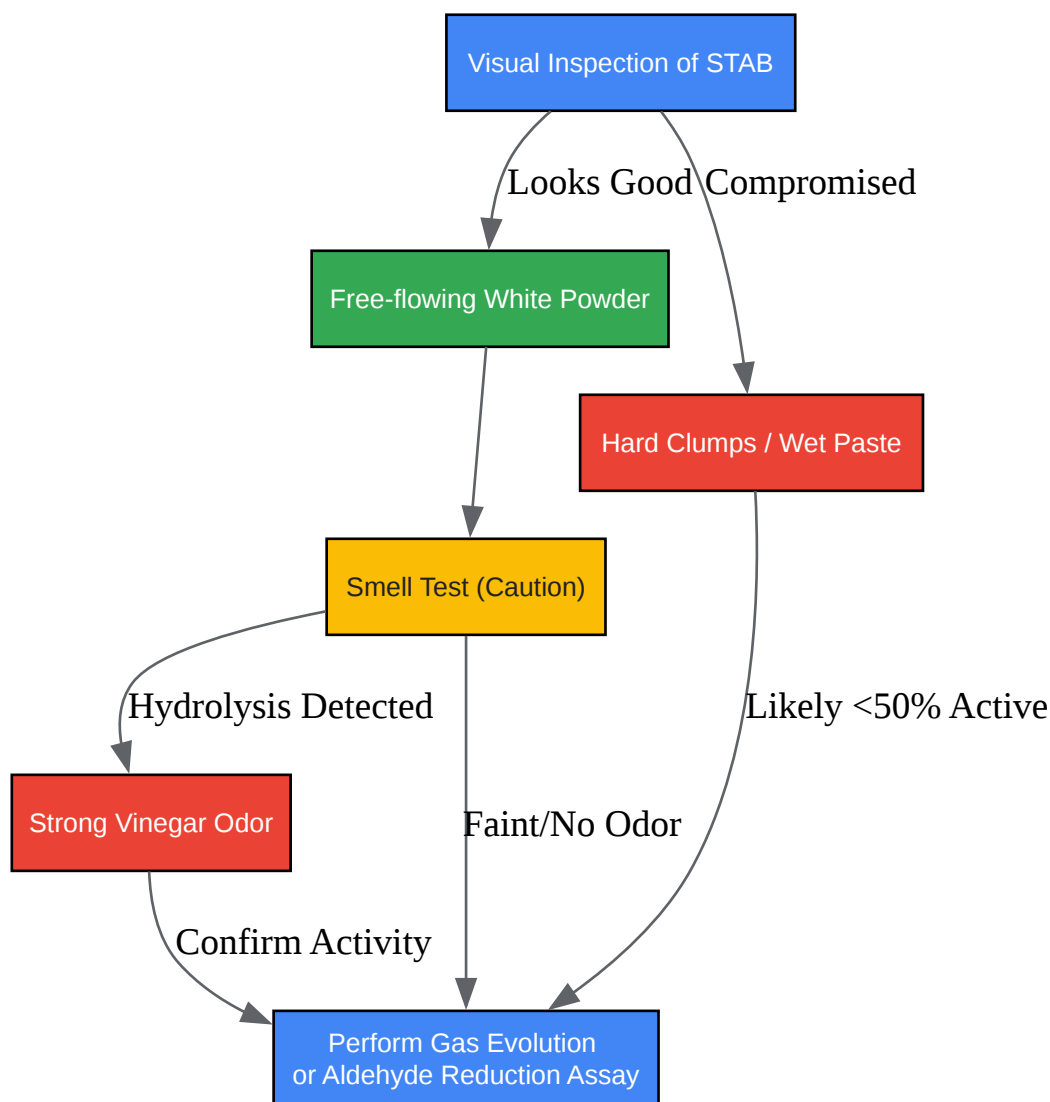 Visual Inspection of STAB
Looks Good
Compromised
Free-flowing White Powder
Hard Clumps / Wet Paste
Smell Test (Caution)
Hydrolysis Detected
Likely <50% Active
Strong Vinegar Odor
Faint/No Odor
Confirm Activity
Perform Gas Evolution
or Aldehyde Reduction Assay